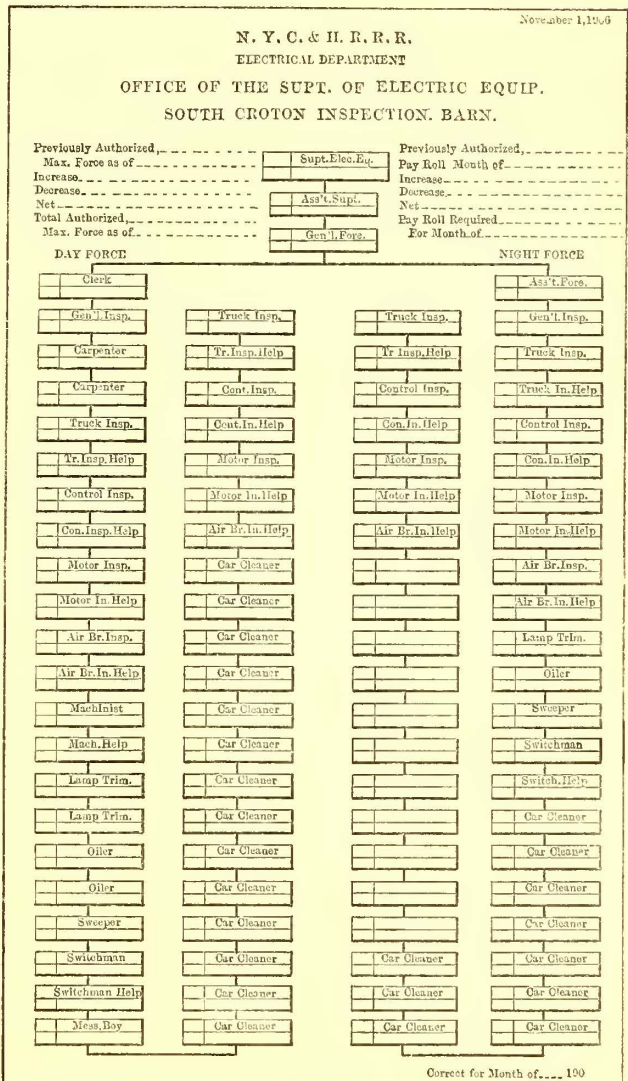 November 1,1906
N. Y. C. & H. R. R. R.
ELECTRICAL DEPARTMENT
OFFICE OF THE SUPT. OF ELECTRIC EQUIP.
SOUTH CROTON INSPECTION. BARN.
Previously Authorized,
Max. Force as of
Increase
Decrease
Net
Total Authorized,
Max. Force as of
Supt.Elec.Eq.
Ass't.Supt.
Gen'l.Fore.
Previously Authorized,
Pay Roll Month of
Increase
Decrease
Net
Pay Roll Required
For Month of
DAY FORCE
NIGHT FORCE
Clerk
Gen'l.Insp.
Carpenter
Carpenter
Truck Insp.
Tr.Insp.Help
Control Insp.
Con.Insp.Help
Motor Insp.
Motor In.Help
Air Br.Insp.
Air Br.In.Help
Machinist
Mach.Help
Lamp Trim.
Lamp Trim.
Oiler
Oiler
Sweeper
Switchman
Switchman Help
Mess.Boy
Truck Insp.
Tr.Insp.Help
Cont.Insp.
Cont.In.Help
Motor Insp.
Motor In.Help
Air Br.In.Help
Car Cleaner
Car Cleaner
Car Cleaner
Car Cleaner
Car Cleaner
Car Cleaner
Car Cleaner
Car Cleaner
Car Cleaner
Car Cleaner
Car Cleaner
Car Cleaner
Car Cleaner
Car Cleaner
Truck Insp.
Tr Insp.Help
Control Insp.
Con.In.Help
Motor Insp.
Motor In.Help
Air Br.In.Help
Car Cleaner
Car Cleaner
Car Cleaner
Ass't.Fore.
Gen'l.Insp.
Truck Insp.
Truck In.Help
Control Insp.
Con.In.Help
Motor Insp.
Motor In.Help
Air Br.Insp.
Air Br.In.Help
Lamp Trim.
Oiler
Sweeper
Switchman
Switch.Help
Car Cleaner
Car Cleaner
Car Cleaner
Car Cleaner
Car Cleaner
Car Cleaner
Car Cleaner
Correct for Month of____ 190